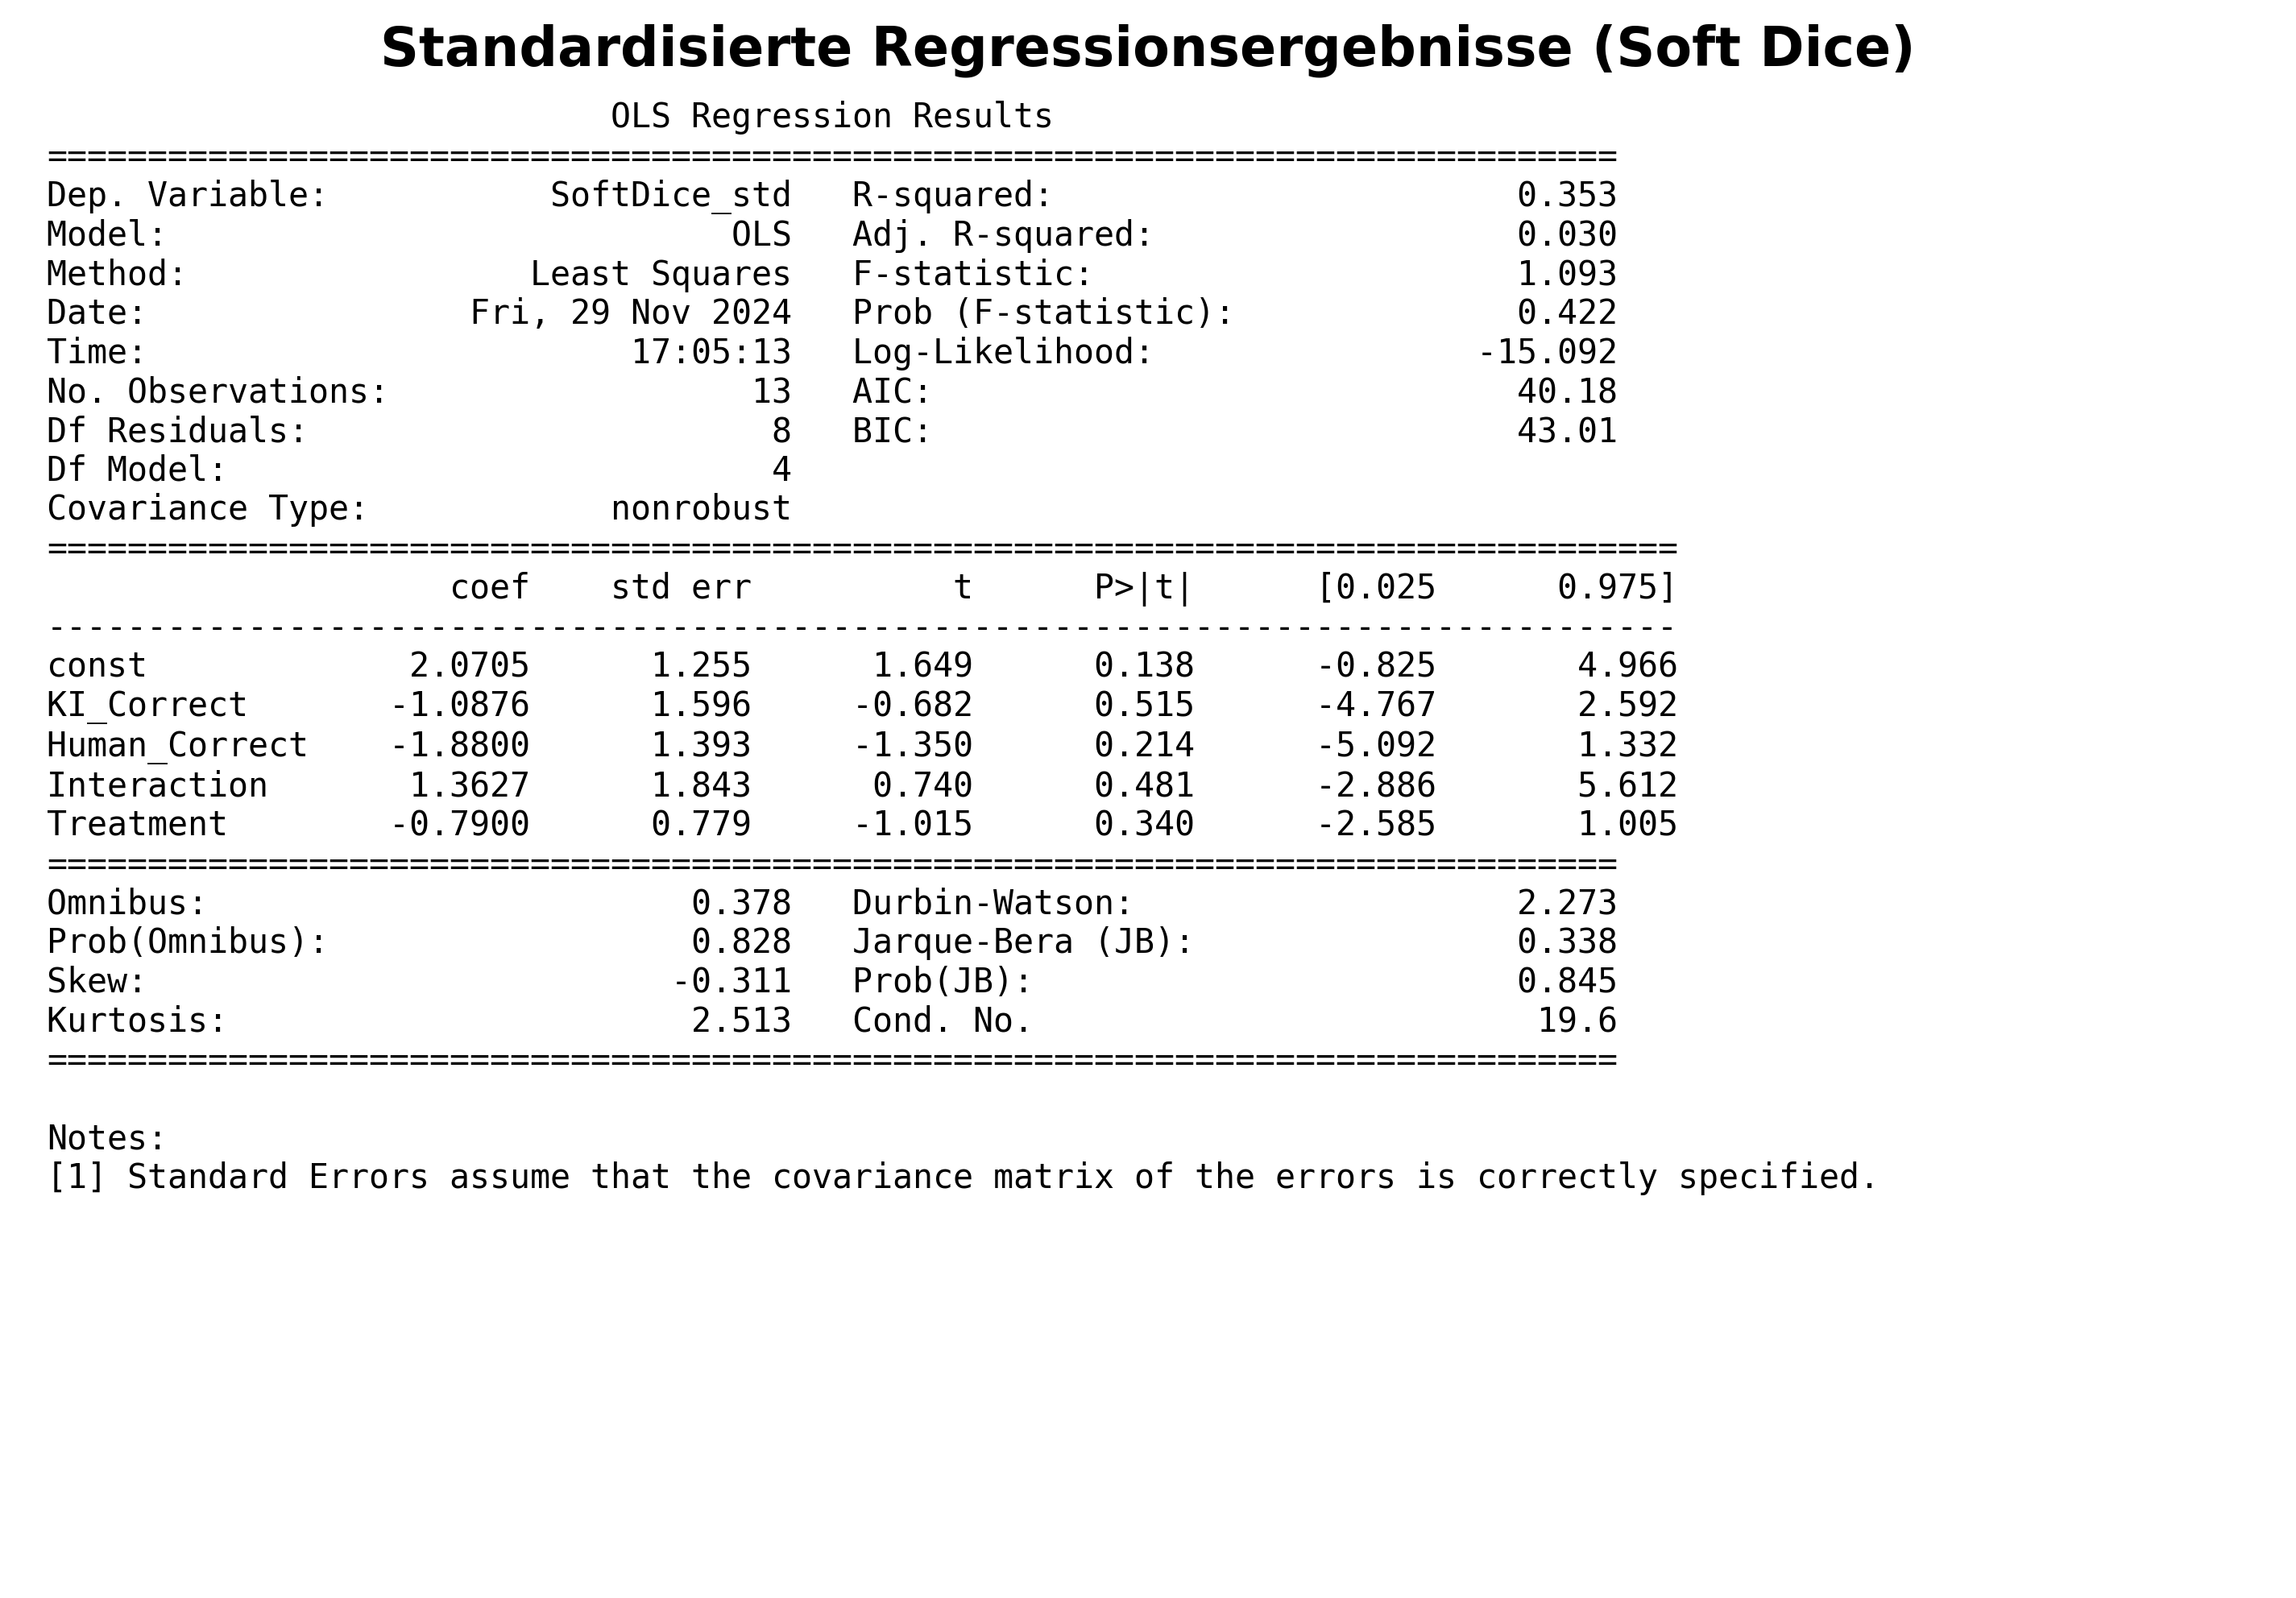 Standardisierte Regressionsergebnisse (Soft Dice)
                            OLS Regression Results
==============================================================================
Dep. Variable:           SoftDice_std   R-squared:                       0.353
Model:                            OLS   Adj. R-squared:                  0.030
Method:                 Least Squares   F-statistic:                     1.093
Date:                Fri, 29 Nov 2024   Prob (F-statistic):              0.422
Time:                        17:05:13   Log-Likelihood:                -15.092
No. Observations:                  13   AIC:                             40.18
Df Residuals:                       8   BIC:                             43.01
Df Model:                           4
Covariance Type:            nonrobust
=================================================================================
                    coef    std err          t      P>|t|      [0.025      0.975]
---------------------------------------------------------------------------------
const             2.0705      1.255      1.649      0.138      -0.825       4.966
KI_Correct       -1.0876      1.596     -0.682      0.515      -4.767       2.592
Human_Correct    -1.8800      1.393     -1.350      0.214      -5.092       1.332
Interaction       1.3627      1.843      0.740      0.481      -2.886       5.612
Treatment        -0.7900      0.779     -1.015      0.340      -2.585       1.005
==============================================================================
Omnibus:                        0.378   Durbin-Watson:                   2.273
Prob(Omnibus):                  0.828   Jarque-Bera (JB):                0.338
Skew:                          -0.311   Prob(JB):                        0.845
Kurtosis:                       2.513   Cond. No.                         19.6
==============================================================================
Notes:
[1] Standard Errors assume that the covariance matrix of the errors is correctly specified.